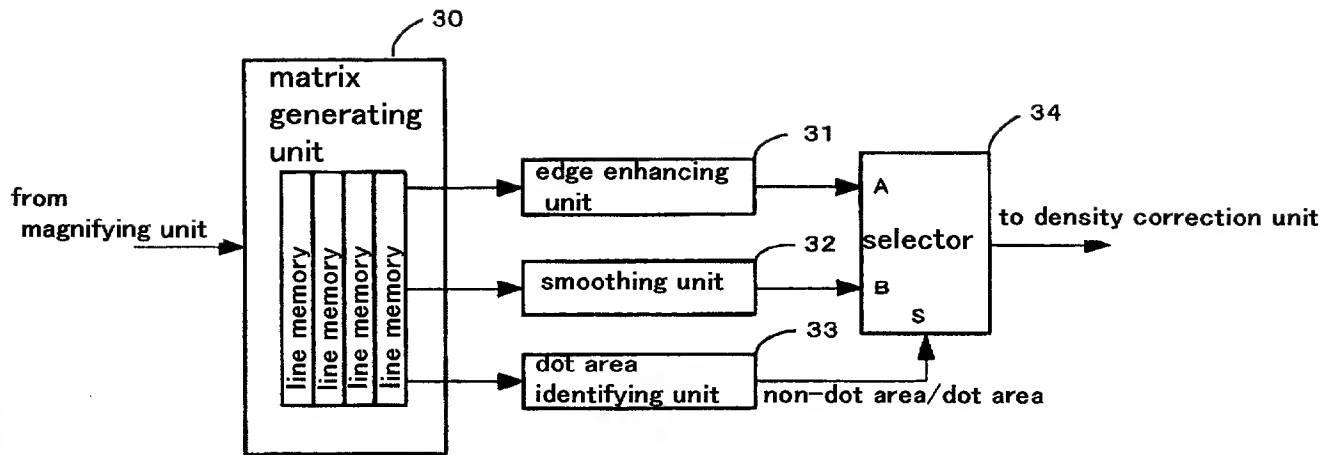 30
matrix
generating
unit
line memory
line memory
line memory
line memory
from
magnifying unit
31
edge enhancing
unit
32
smoothing unit
33
dot area
identifying unit
non-dot area/dot area
34
A
selector
B
S
to density correction unit